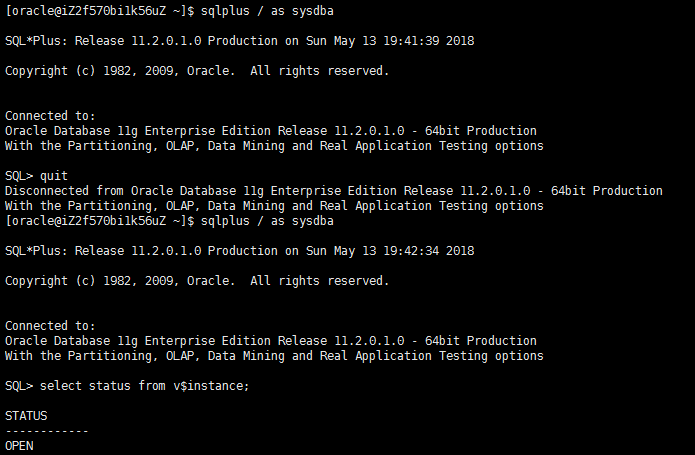 [oracle@iZ2f570bi1k56uZ ~]$ sqlplus / as sysdba
SQL*Plus: Release 11.2.0.1.0 Production on Sun May 13 19:41:39 2018
Copyright (c) 1982, 2009, Oracle.  All rights reserved.
Connected to:
Oracle Database 11g Enterprise Edition Release 11.2.0.1.0 - 64bit Production
With the Partitioning, OLAP, Data Mining and Real Application Testing options
SQL> quit
Disconnected from Oracle Database 11g Enterprise Edition Release 11.2.0.1.0 - 64bit Production
With the Partitioning, OLAP, Data Mining and Real Application Testing options
[oracle@iZ2f570bi1k56uZ ~]$ sqlplus / as sysdba
SQL*Plus: Release 11.2.0.1.0 Production on Sun May 13 19:42:34 2018
Copyright (c) 1982, 2009, Oracle.  All rights reserved.
Connected to:
Oracle Database 11g Enterprise Edition Release 11.2.0.1.0 - 64bit Production
With the Partitioning, OLAP, Data Mining and Real Application Testing options
SQL> select status from v$instance;
STATUS
------------
OPEN